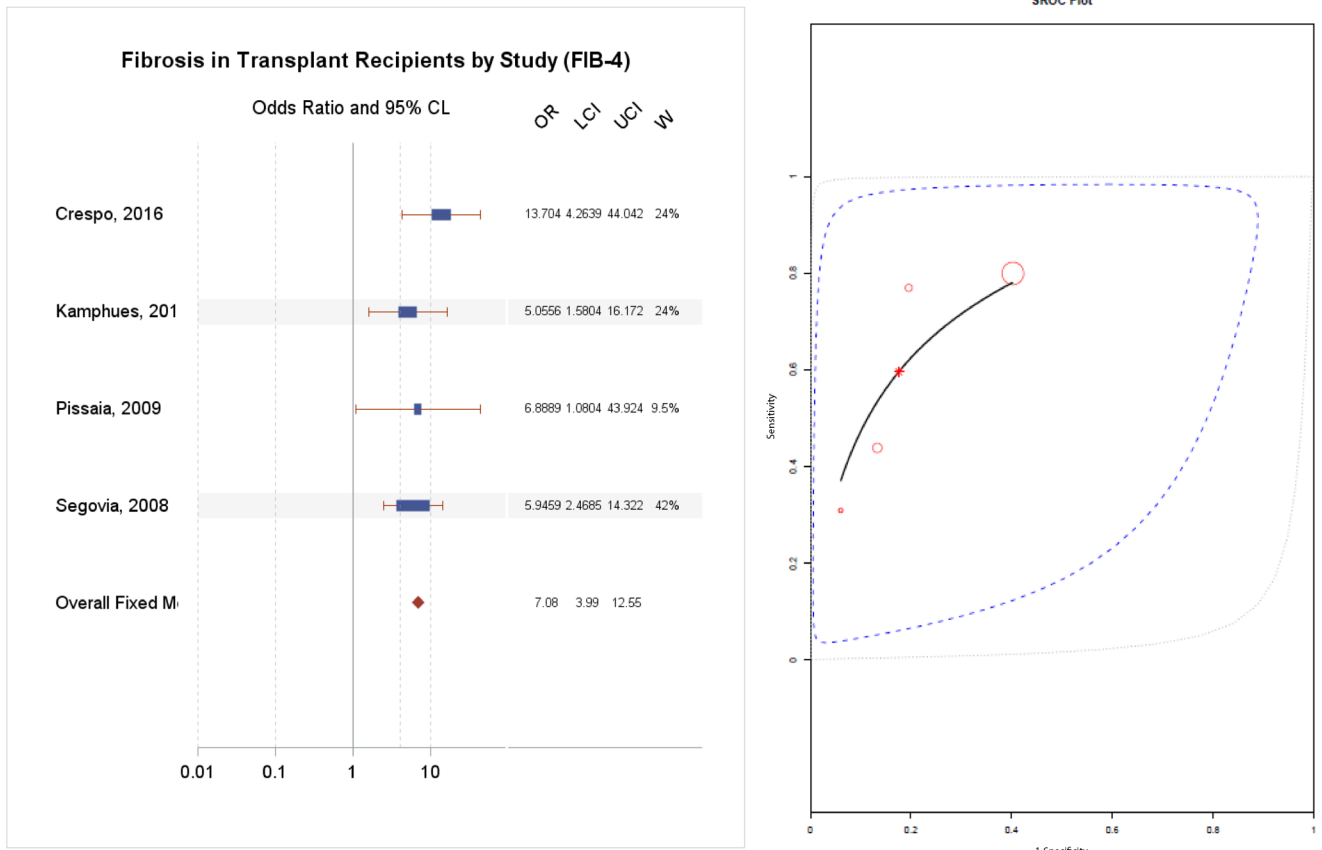 Fibrosis in Transplant Recipients by Study (FIB-4)
Odds Ratio and 95% CL
OR LCI UCI W
Crespo, 2016 13.704 4.2639 44.042 24%
Kamphues, 201 5.0556 1.5804 16.172 24%
Pissaia, 2009 6.8889 1.0804 43.924 9.5%
Segovia, 2008 5.9459 2.4685 14.322 42%
Overall Fixed M 7.08 3.99 12.55
0.01 0.1 1 10
SROC Plot
Sensitivity
1
0.8
0.6
0.4
0.2
0
0 0.2 0.4 0.6 0.8 1
1-Specificity